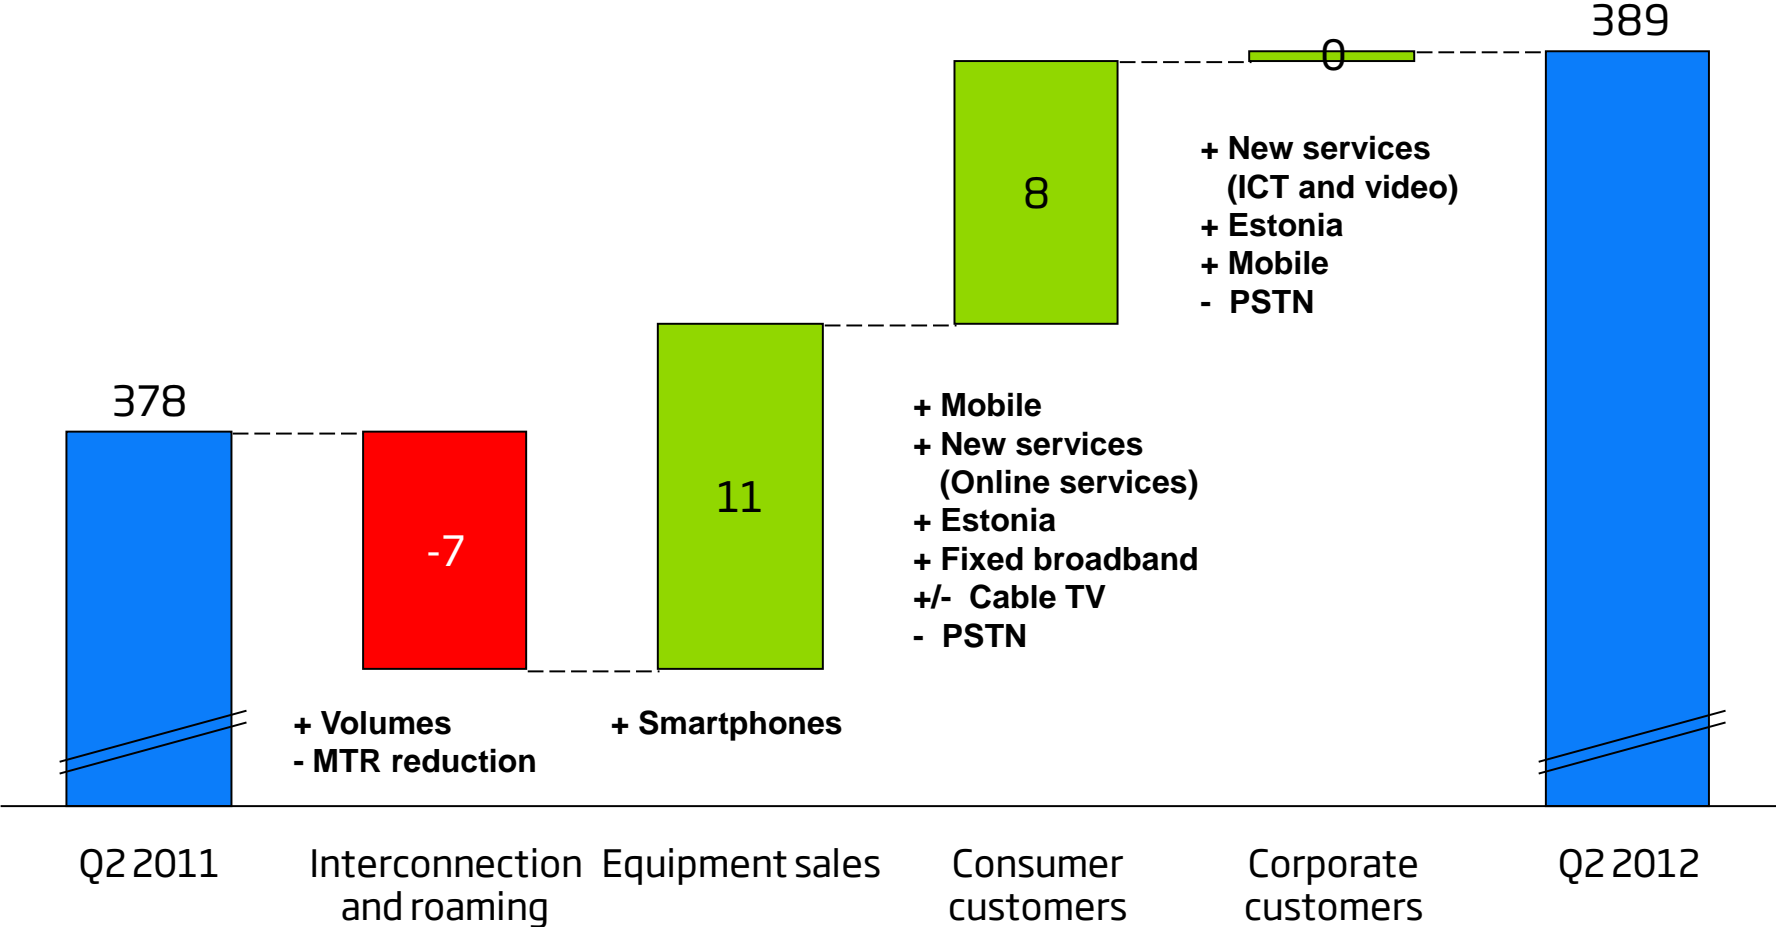 389
0
+ New services
(ICT and video)
+ Estonia
+ Mobile
- PSTN
8
378
+ Mobile
+ New services
(Online services)
+ Estonia
+ Fixed broadband
+/- Cable TV
- PSTN
11
-7
+ Volumes
- MTR reduction
+ Smartphones
Q2 2011
Interconnection
and roaming
Equipment sales
Consumer
customers
Corporate
customers
Q2 2012